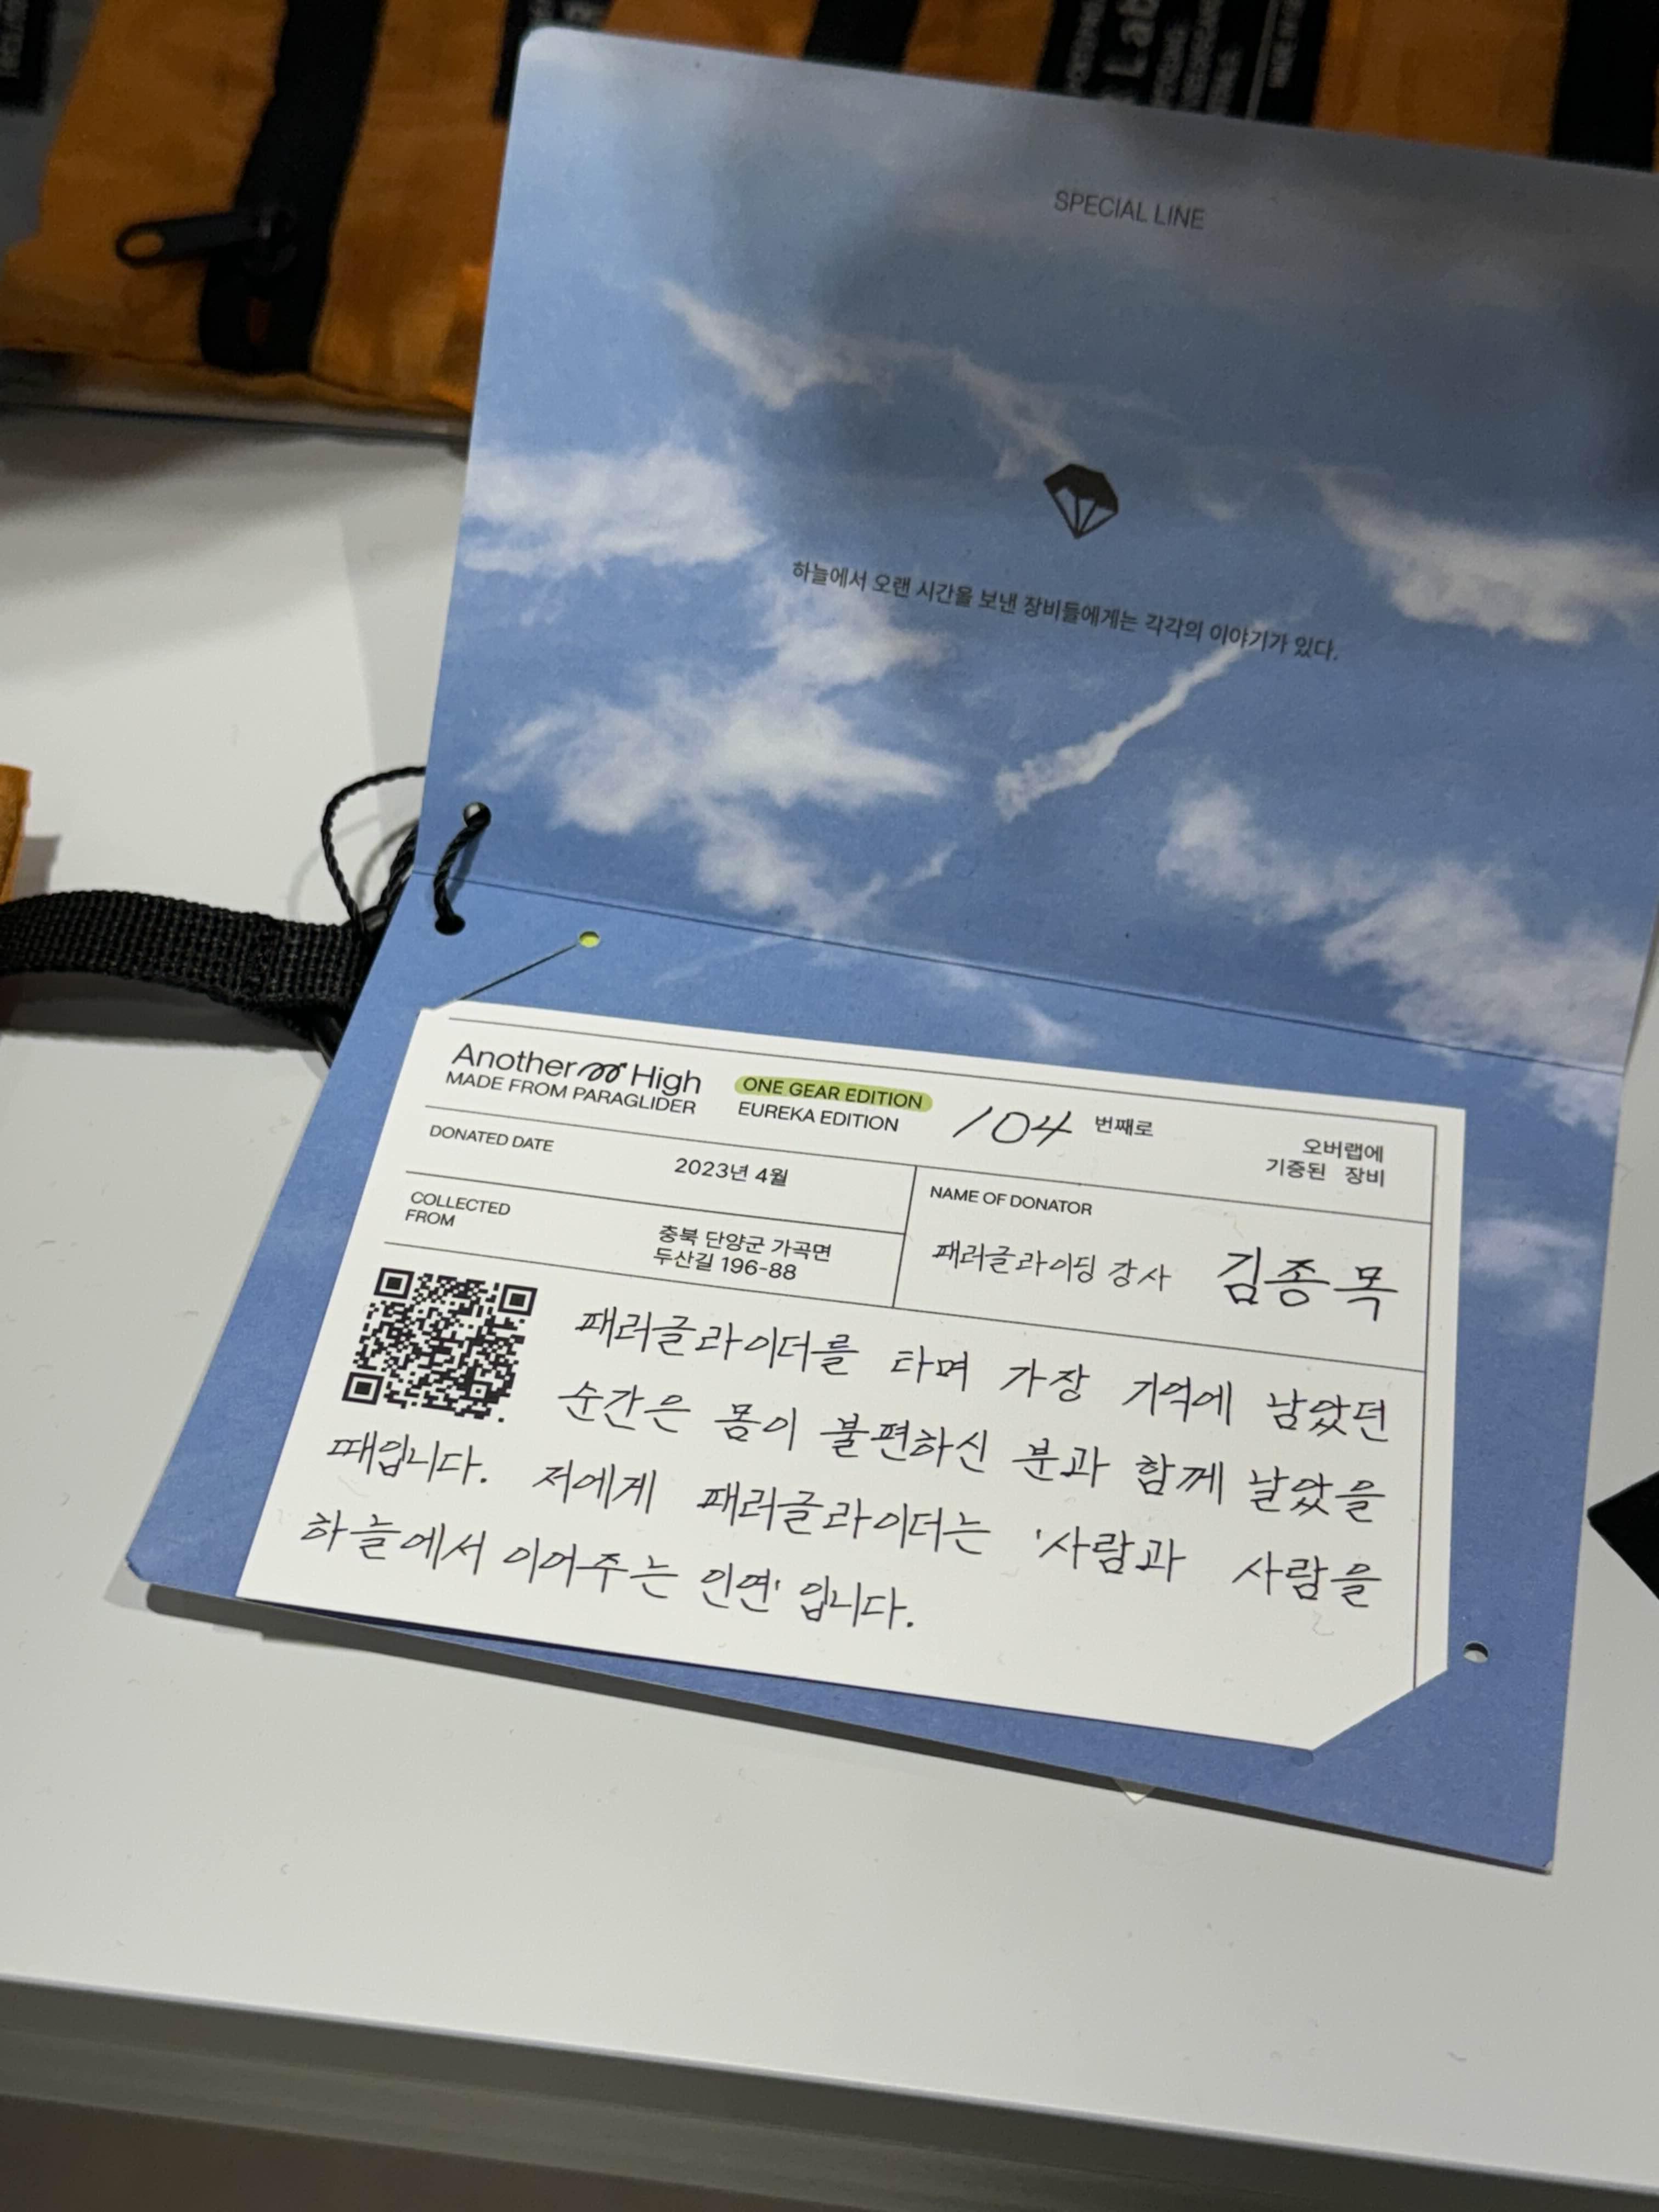 SPECIAL LINE
하늘에서 오랜 시간을 보낸 장비들에게는 각각의 이야기가 있다.
Another High
MADE FROM PARAGLIDER
ONE GEAR EDITION
EUREKA EDITION
104 번째로
오버랩에
기증된 장비
DONATED DATE
2023년 4월
COLLECTED
FROM
충북 단양군 가곡면
두산길 196-88
NAME OF DONATOR
패러글라이딩 강사 김종목
패러글라이더를 타며 가장 기억에 남았던
순간은 몸이 불편하신 분과 함께 날았을
때입니다. 저에게 패러글라이더는 '사람과 사람을
하늘에서 이어주는 인연' 입니다.